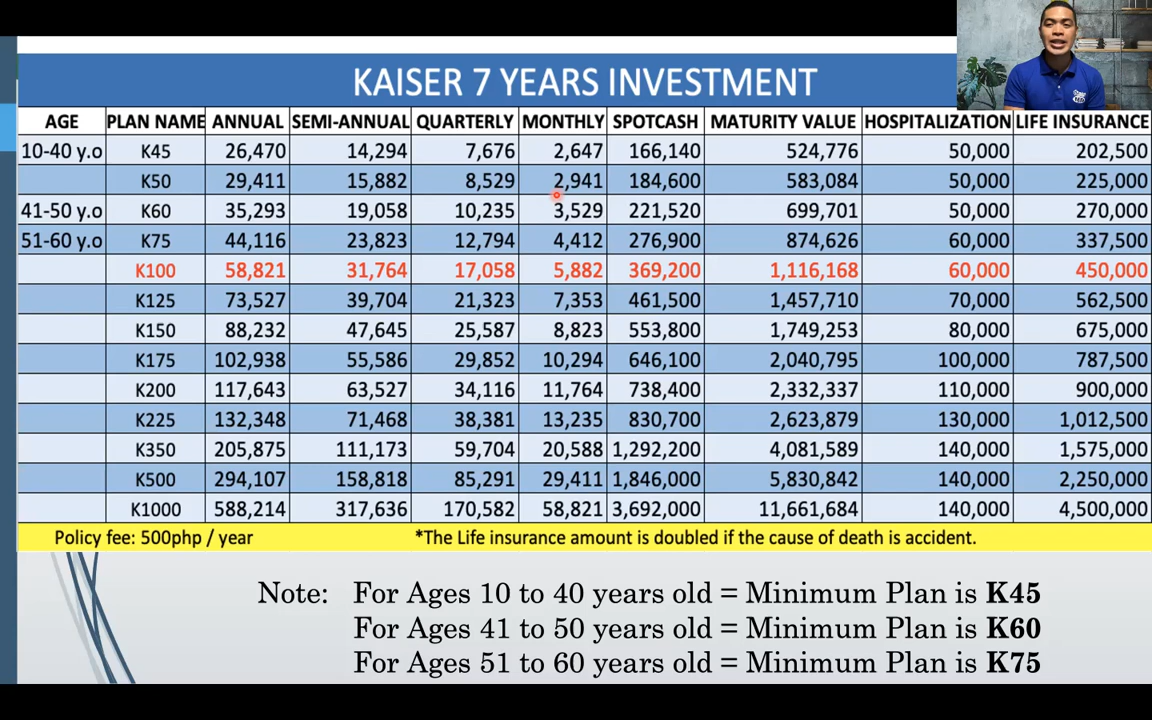 KAISER 7 YEARS INVESTMENT
AGE PLAN NAME ANNUAL SEMI-ANNUAL QUARTERLY MONTHLY SPOTCASH MATURITY VALUE HOSPITALIZATION LIFE INSURANCE
10-40 y.o K45 26,470 14,294 7,676 2,647 166,140 524,776 50,000 202,500
K50 29,411 15,882 8,529 2,941 184,600 583,084 50,000 225,000
41-50 y.o K60 35,293 19,058 10,235 3,529 221,520 699,701 50,000 270,000
51-60 y.o K75 44,116 23,823 12,794 4,412 276,900 874,626 60,000 337,500
K100 58,821 31,764 17,058 5,882 369,200 1,116,168 60,000 450,000
K125 73,527 39,704 21,323 7,353 461,500 1,457,710 70,000 562,500
K150 88,232 47,645 25,587 8,823 553,800 1,749,253 80,000 675,000
K175 102,938 55,586 29,852 10,294 646,100 2,040,795 100,000 787,500
K200 117,643 63,527 34,116 11,764 738,400 2,332,337 110,000 900,000
K225 132,348 71,468 38,381 13,235 830,700 2,623,879 130,000 1,012,500
K350 205,875 111,173 59,704 20,588 1,292,200 4,081,589 140,000 1,575,000
K500 294,107 158,818 85,291 29,411 1,846,000 5,830,842 140,000 2,250,000
K1000 588,214 317,636 170,582 58,821 3,692,000 11,661,684 140,000 4,500,000
Policy fee: 500php / year *The Life insurance amount is doubled if the cause of death is accident.
Note: For Ages 10 to 40 years old = Minimum Plan is K45
For Ages 41 to 50 years old = Minimum Plan is K60
For Ages 51 to 60 years old = Minimum Plan is K75